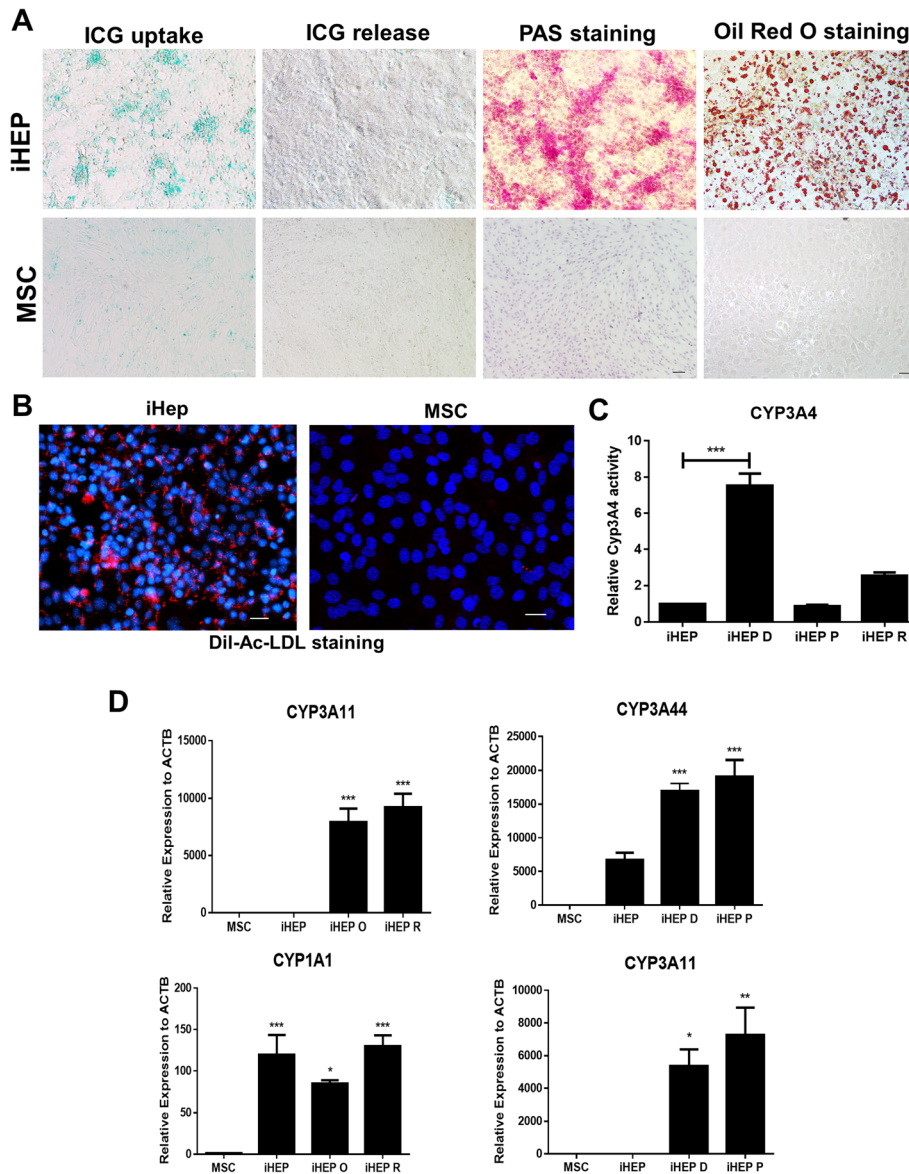 A
ICG uptake
ICG release
PAS staining
Oil Red O staining
iHEP
MSC
B
iHep
MSC
Dil-Ac-LDL staining
C
CYP3A4
Relative Cyp3A4 activity
10
8
6
4
2
0
***
iHEP
iHEP D
iHEP P
iHEP R
D
CYP3A11
Relative Expression to ACTB
15000
10000
5000
0
***
***
MSC
iHEP
iHEP O
iHEP R
CYP3A44
Relative Expression to ACTB
25000
20000
15000
10000
5000
0
***
***
MSC
iHEP
iHEP D
iHEP P
CYP1A1
Relative Expression to ACTB
150
100
50
0
***
*
***
MSC
iHEP
iHEP O
iHEP R
CYP3A11
Relative Expression to ACTB
10000
8000
6000
4000
2000
0
*
**
MSC
iHEP
iHEP D
iHEP P